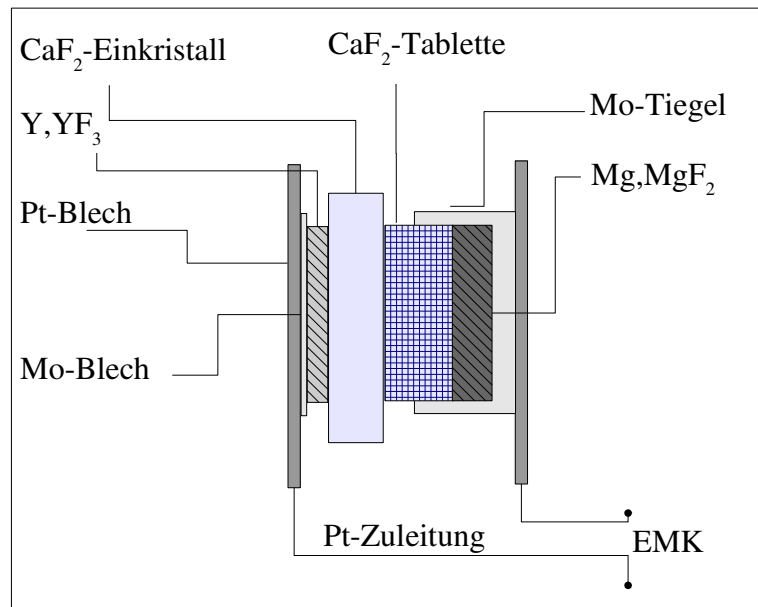 CaF₂-Einkristall
CaF₂-Tablette
Mo-Tiegel
Y,YF₃
Mg,MgF₂
Pt-Blech
Mo-Blech
Pt-Zuleitung
EMK